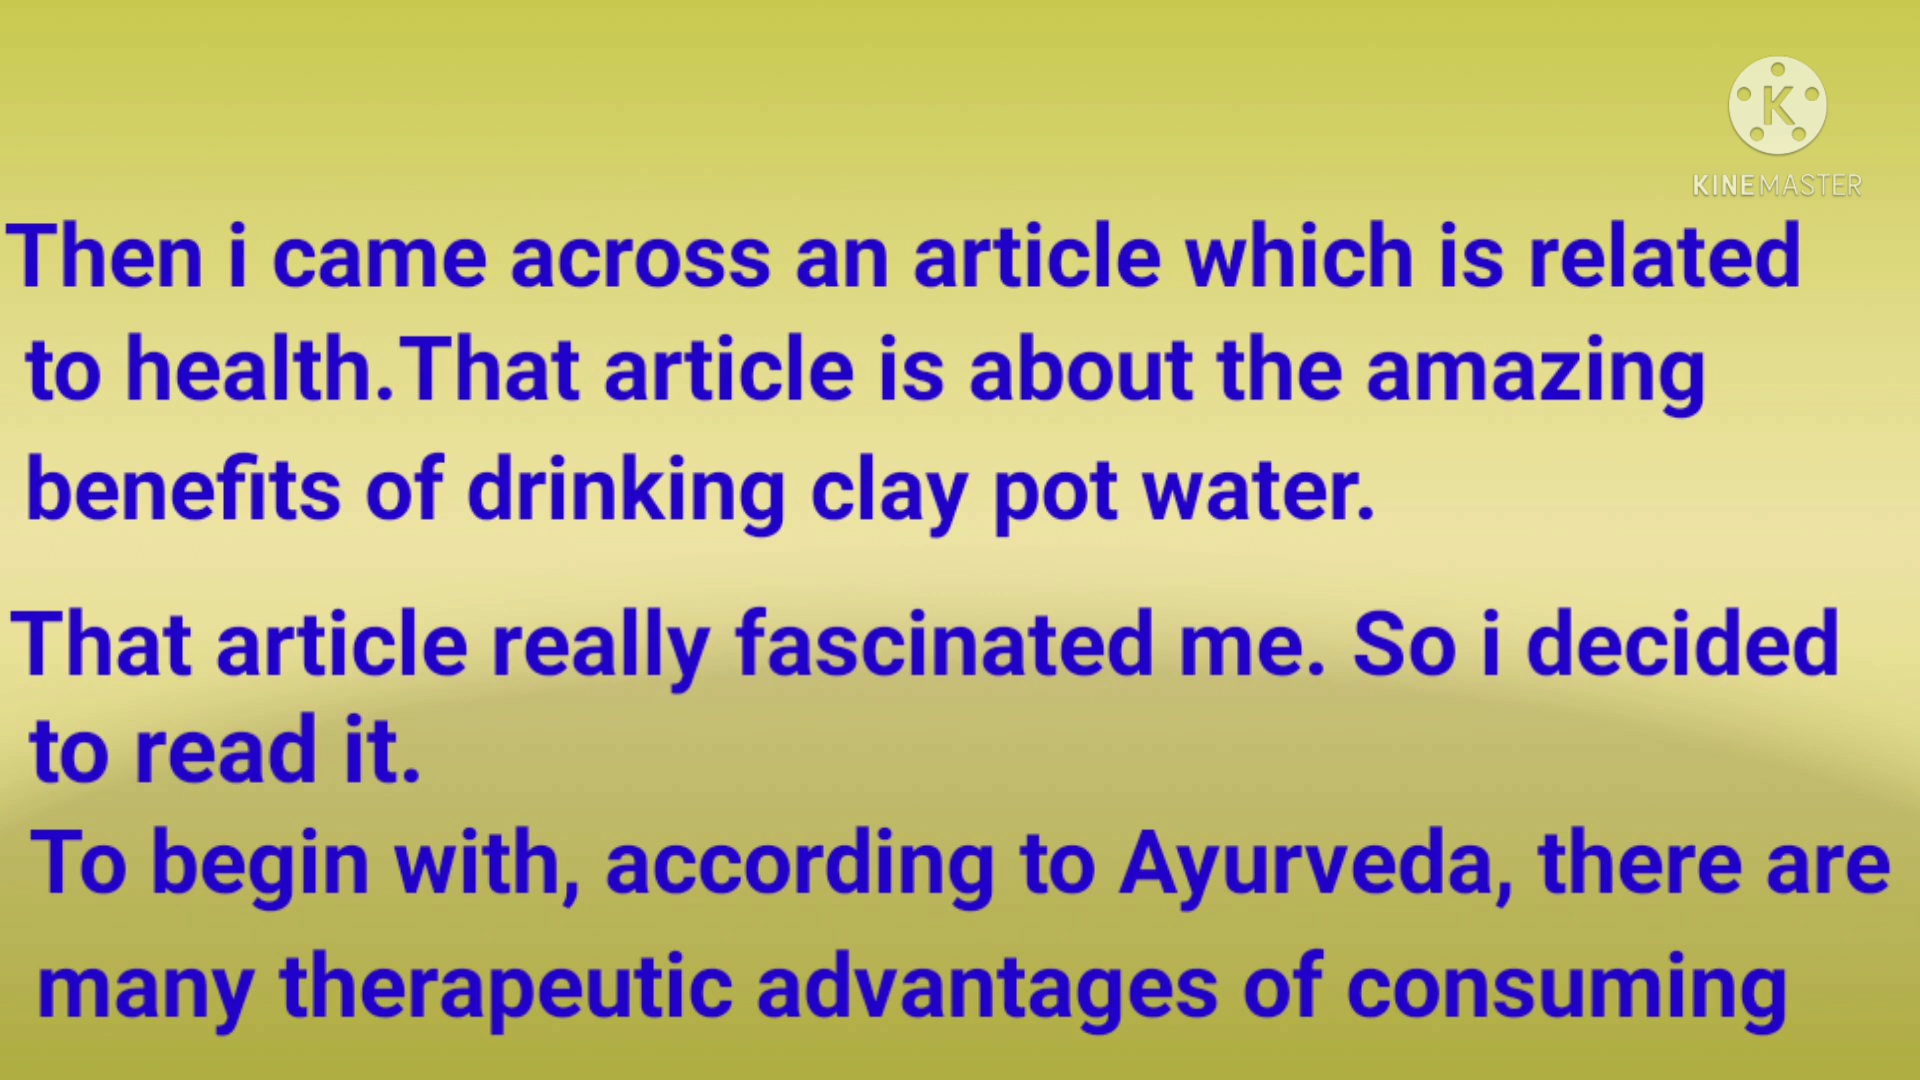 K
KINEMASTER
Then i came across an article which is related
to health.That article is about the amazing
benefits of drinking clay pot water.
That article really fascinated me. So i decided
to read it.
To begin with, according to Ayurveda, there are
many therapeutic advantages of consuming